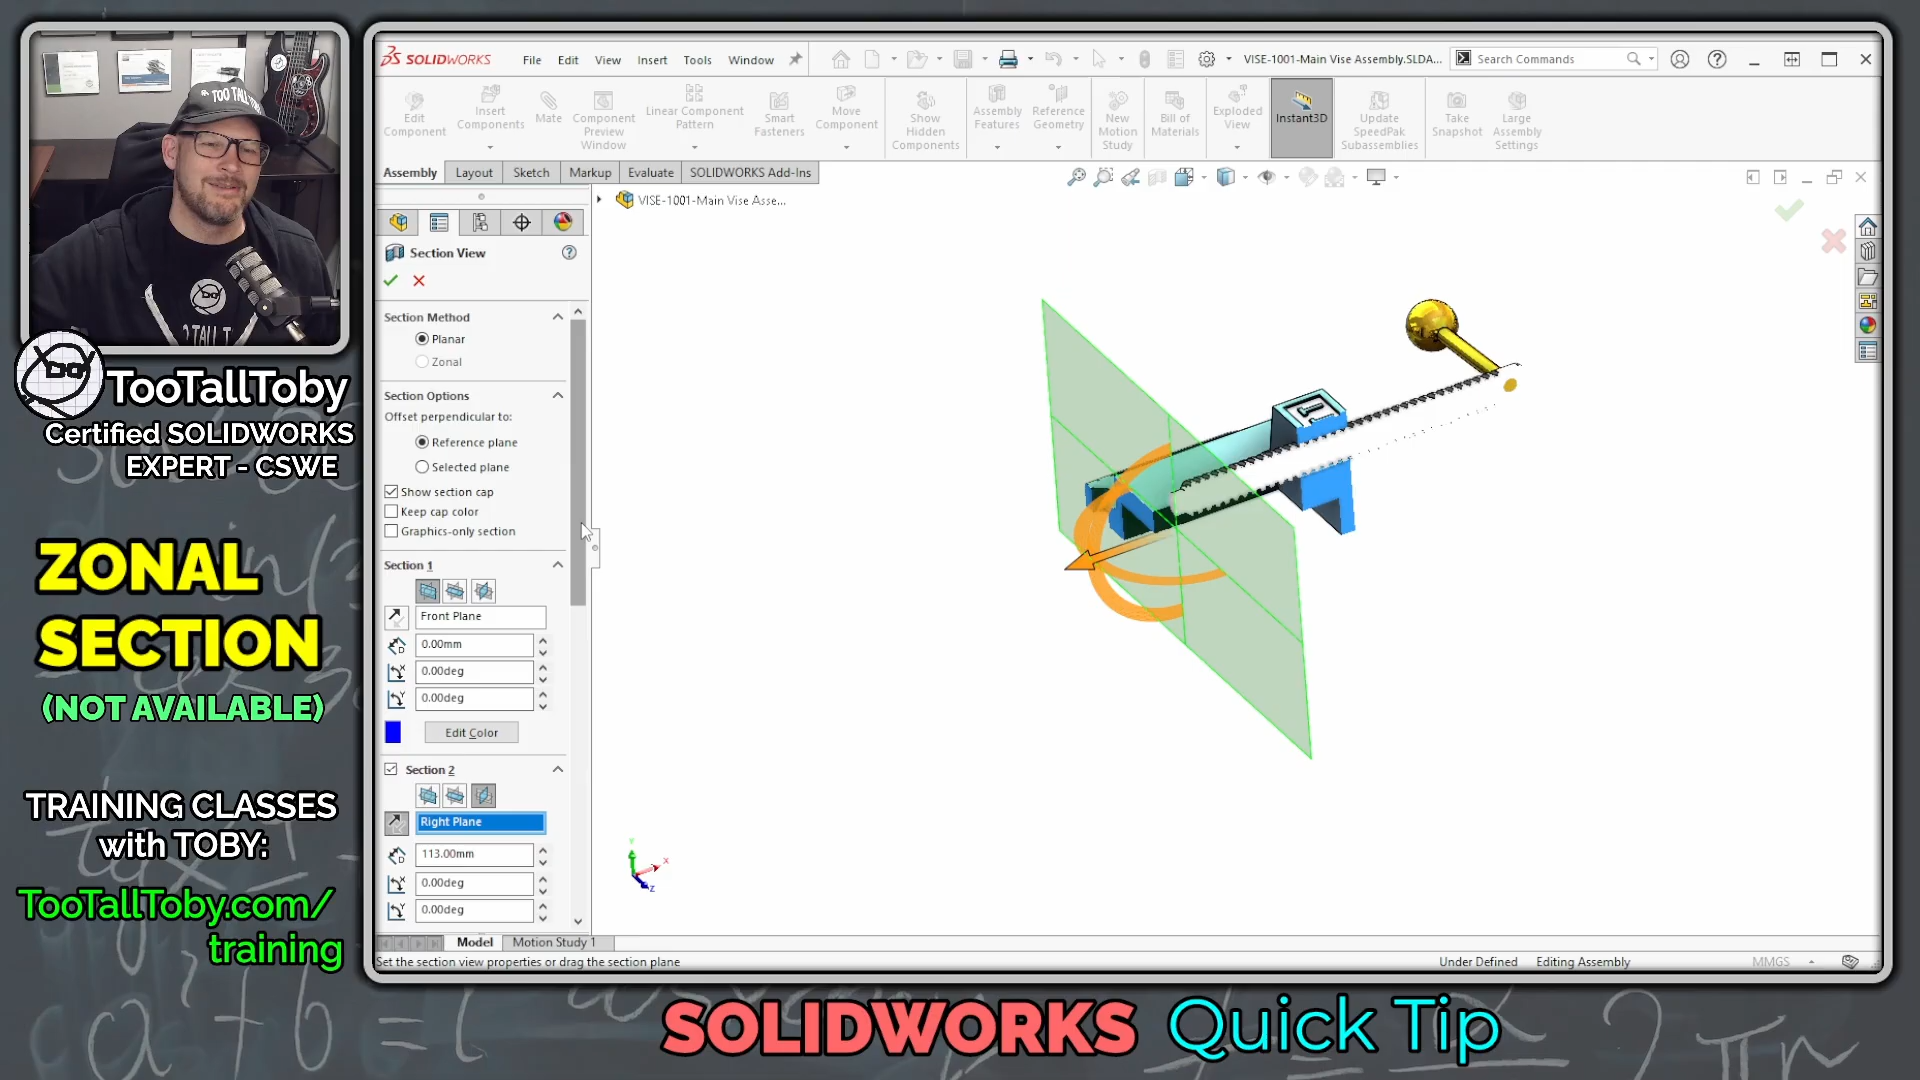 TOO TALL
TOO TALL T
TooTallToby
Certified SOLIDWORKS
EXPERT - CSWE
ZONAL
SECTION
(NOT AVAILABLE)
TRAINING CLASSES
with TOBY:
TooTallToby.com/
training
SOLIDWORKS
File Edit View Insert Tools Window
VISE-1001-Main Vise Assembly.SLDA...
Search Commands
Edit Component
Insert Components
Mate
Component Preview Window
Linear Component Pattern
Smart Fasteners
Move Component
Show Hidden Components
Assembly Features
Reference Geometry
New Motion Study
Bill of Materials
Exploded View
Instant3D
Update SpeedPak Subassemblies
Take Snapshot
Large Assembly Settings
Assembly Layout Sketch Markup Evaluate SOLIDWORKS Add-Ins
VISE-1001-Main Vise Asse...
Section View
Section Method
Planar
Zonal
Section Options
Offset perpendicular to:
Reference plane
Selected plane
Show section cap
Keep cap color
Graphics-only section
Section 1
Front Plane
0.00mm
0.00deg
0.00deg
Edit Color
Section 2
Right Plane
113.00mm
0.00deg
0.00deg
Y
X
Z
Model Motion Study 1
Set the section view properties or drag the section plane
Under Defined Editing Assembly MMGS
SOLIDWORKS Quick Tip